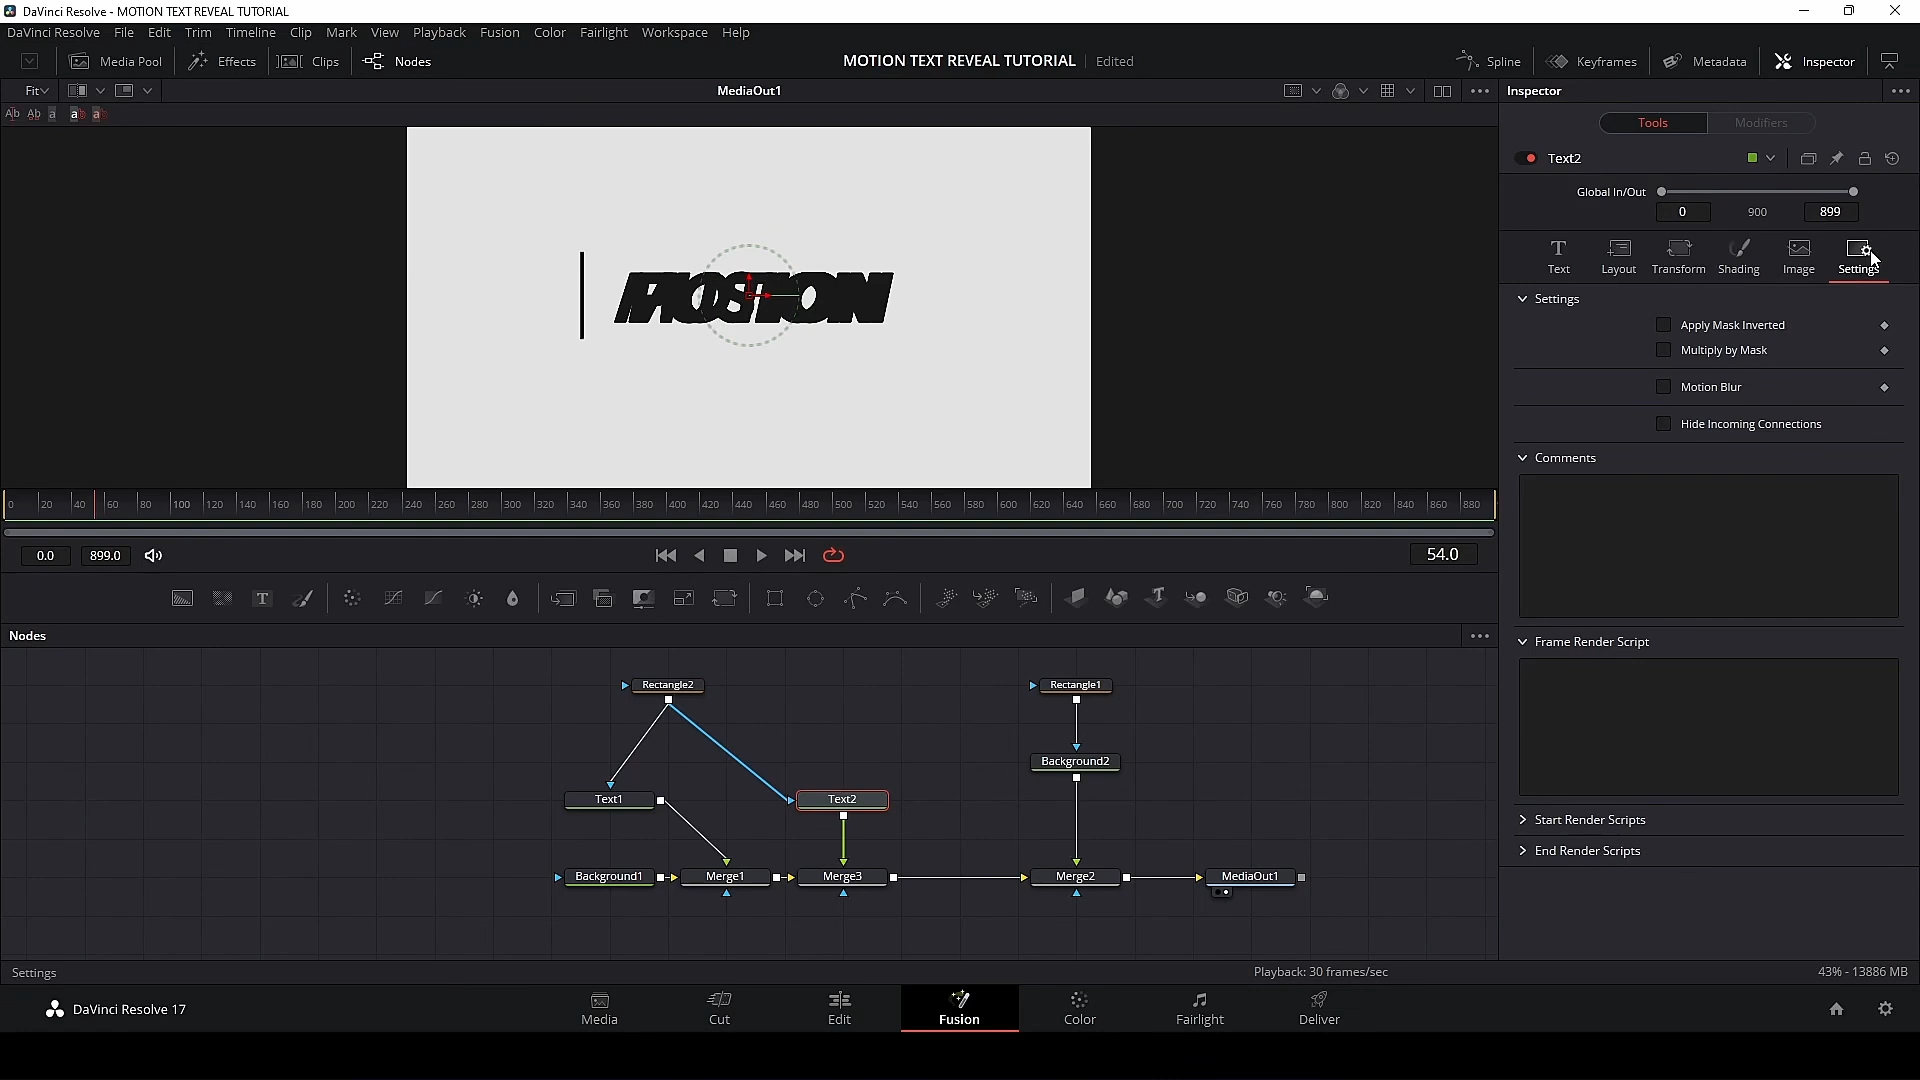 DaVinci Resolve - MOTION TEXT REVEAL TUTORIAL
DaVinci Resolve File Edit Trim Timeline Clip Mark View Playback Fusion Color Fairlight Workspace Help
Media Pool Effects Clips Nodes MOTION TEXT REVEAL TUTORIAL Edited Spline Keyframes Metadata Inspector
Fit MediaOut1 Inspector
Tools Modifiers
Text2
Global In/Out
0 900 899
Text Layout Transform Shading Image Settings
Settings
Apply Mask Inverted
Multiply by Mask
Motion Blur
Hide Incoming Connections
Comments
Frame Render Script
Start Render Scripts
End Render Scripts
0 20 40 60 80 100 120 140 160 180 200 220 240 260 280 300 320 340 360 380 400 420 440 460 480 500 520 540 560 580 600 620 640 660 680 700 720 740 760 780 800 820 840 860 880
0.0 899.0 54.0
Nodes
Rectangle2 Rectangle1
Background2
Text1 Text2
Background1 Merge1 Merge3 Merge2 MediaOut1
Settings Playback: 30 frames/sec 43% - 13886 MB
DaVinci Resolve 17 Media Cut Edit Fusion Color Fairlight Deliver